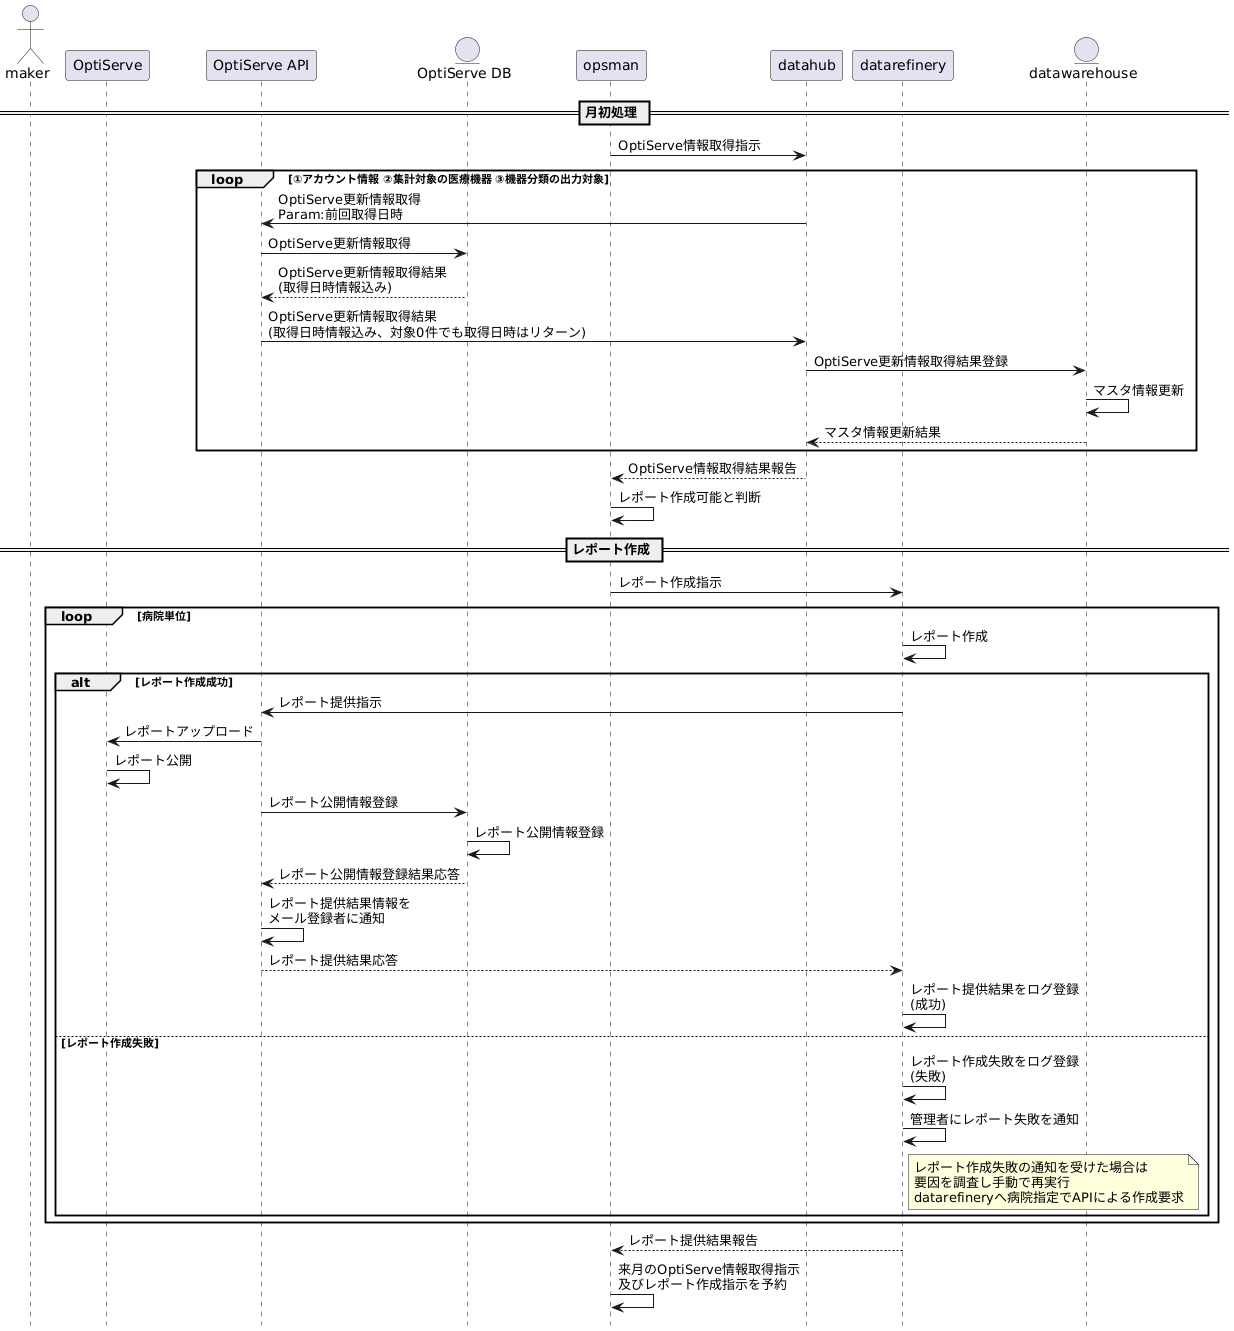 maker
OptiServe
OptiServe API
OptiServe DB
opsman
datahub
datarefinery
datawarehouse
月初処理
OptiServe情報取得指示
loop
[①アカウント情報 ②集計対象の医療機器 ③機器分類の出力対象]
OptiServe更新情報取得
Param:前回取得日時
OptiServe更新情報取得
OptiServe更新情報取得結果
(取得日時情報込み)
OptiServe更新情報取得結果
(取得日時情報込み、対象0件でも取得日時はリターン)
OptiServe更新情報取得結果登録
マスタ情報更新
マスタ情報更新結果
OptiServe情報取得結果報告
レポート作成可能と判断
レポート作成
レポート作成指示
loop
[病院単位]
レポート作成
alt
[レポート作成成功]
レポート提供指示
レポートアップロード
レポート公開
レポート公開情報登録
レポート公開情報登録
レポート公開情報登録結果応答
レポート提供結果情報を
メール登録者に通知
レポート提供結果応答
レポート提供結果をログ登録
(成功)
[レポート作成失敗]
レポート作成失敗をログ登録
(失敗)
管理者にレポート失敗を通知
レポート作成失敗の通知を受けた場合は
要因を調査し手動で再実行
datarefineryへ病院指定でAPIによる作成要求
レポート提供結果報告
来月のOptiServe情報取得指示
及びレポート作成指示を予約